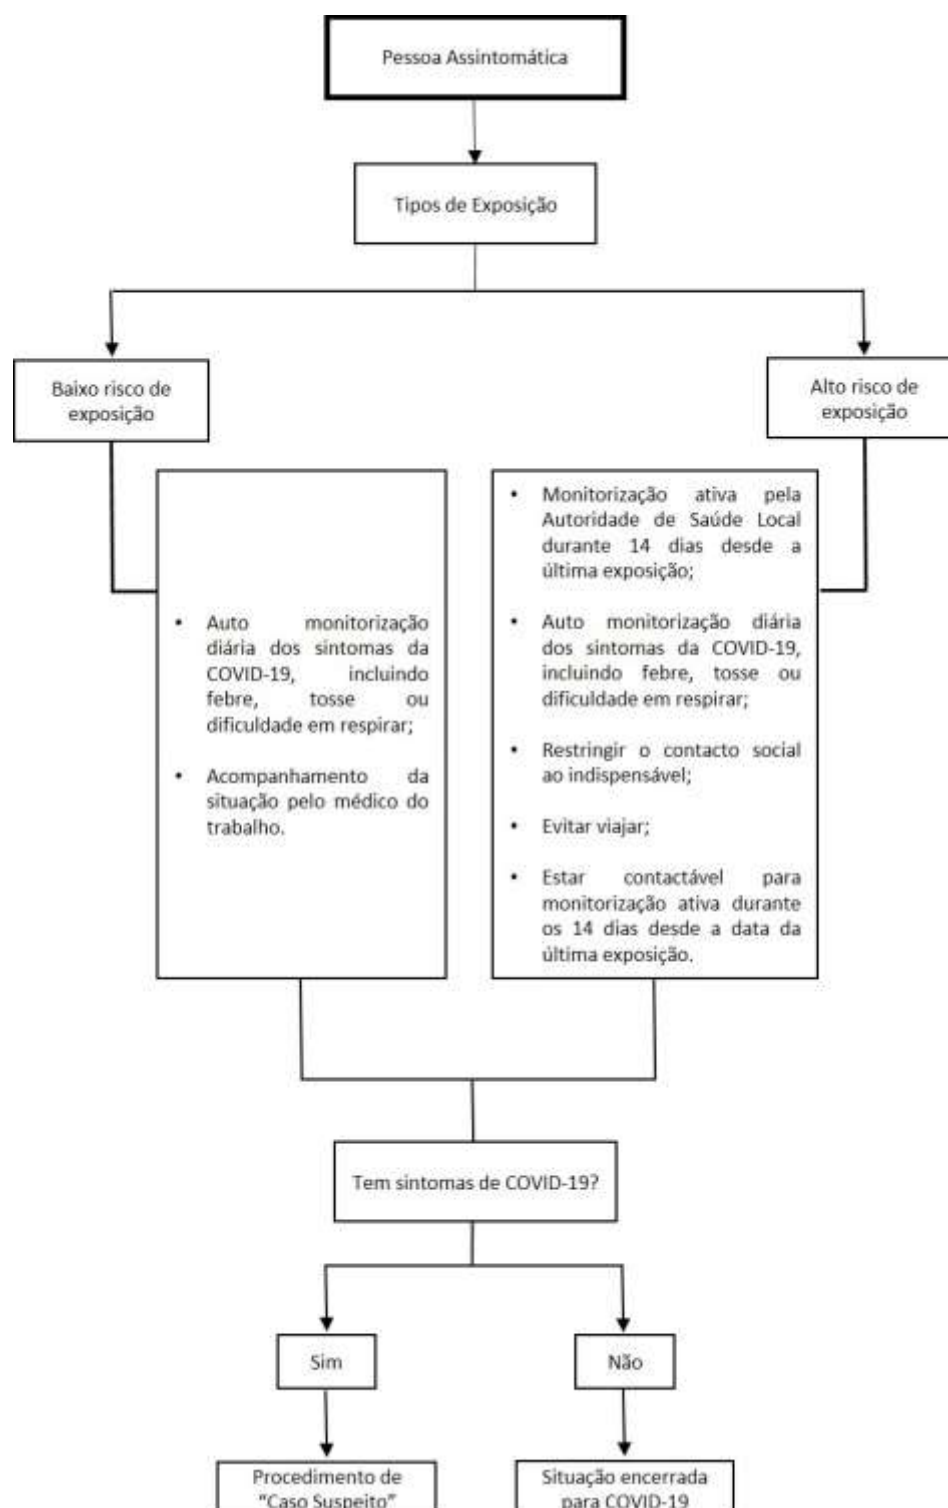 Pessoa Assintomática
Tipos de Exposição
Baixo risco de
exposição
Alto risco de
exposição
• Auto monitorização
diária dos sintomas da
COVID-19, incluindo
febre, tosse ou
dificuldade em respirar;
• Acompanhamento da
situação pelo médico do
trabalho.
• Monitorização ativa pela
Autoridade de Saúde Local
durante 14 dias desde a
última exposição;
• Auto monitorização diária
dos sintomas da COVID-19,
incluindo febre, tosse ou
dificuldade em respirar;
• Restringir o contacto social
ao indispensável;
• Evitar viajar;
• Estar contactável para
monitorização ativa durante
os 14 dias desde a data da
última exposição.
Tem sintomas de COVID-19?
Sim
Não
Procedimento de
"Caso Suspeito"
Situação encerrada
para COVID-19